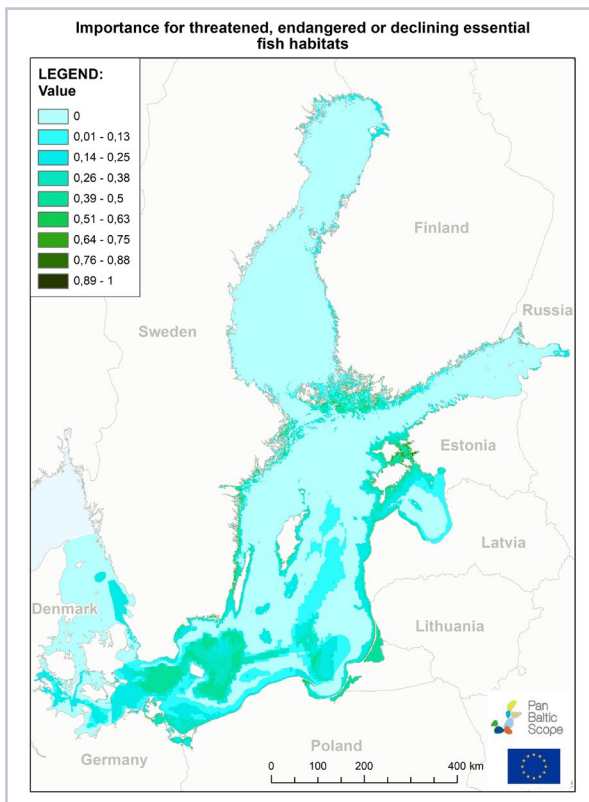 Importance for threatened, endangered or declining essential
fish habitats
LEGEND:
Value
0
0,01 - 0,13
0,14 - 0,25
0,26 - 0,38
0,39 - 0,5
0,51 - 0,63
0,64 - 0,75
0,76 - 0,88
0,89 - 1
Finland
Russia
Sweden
Estonia
Latvia
Denmark
Lithuania
Pan
Baltic
Scope
Germany
Poland
0 100 200 400 km